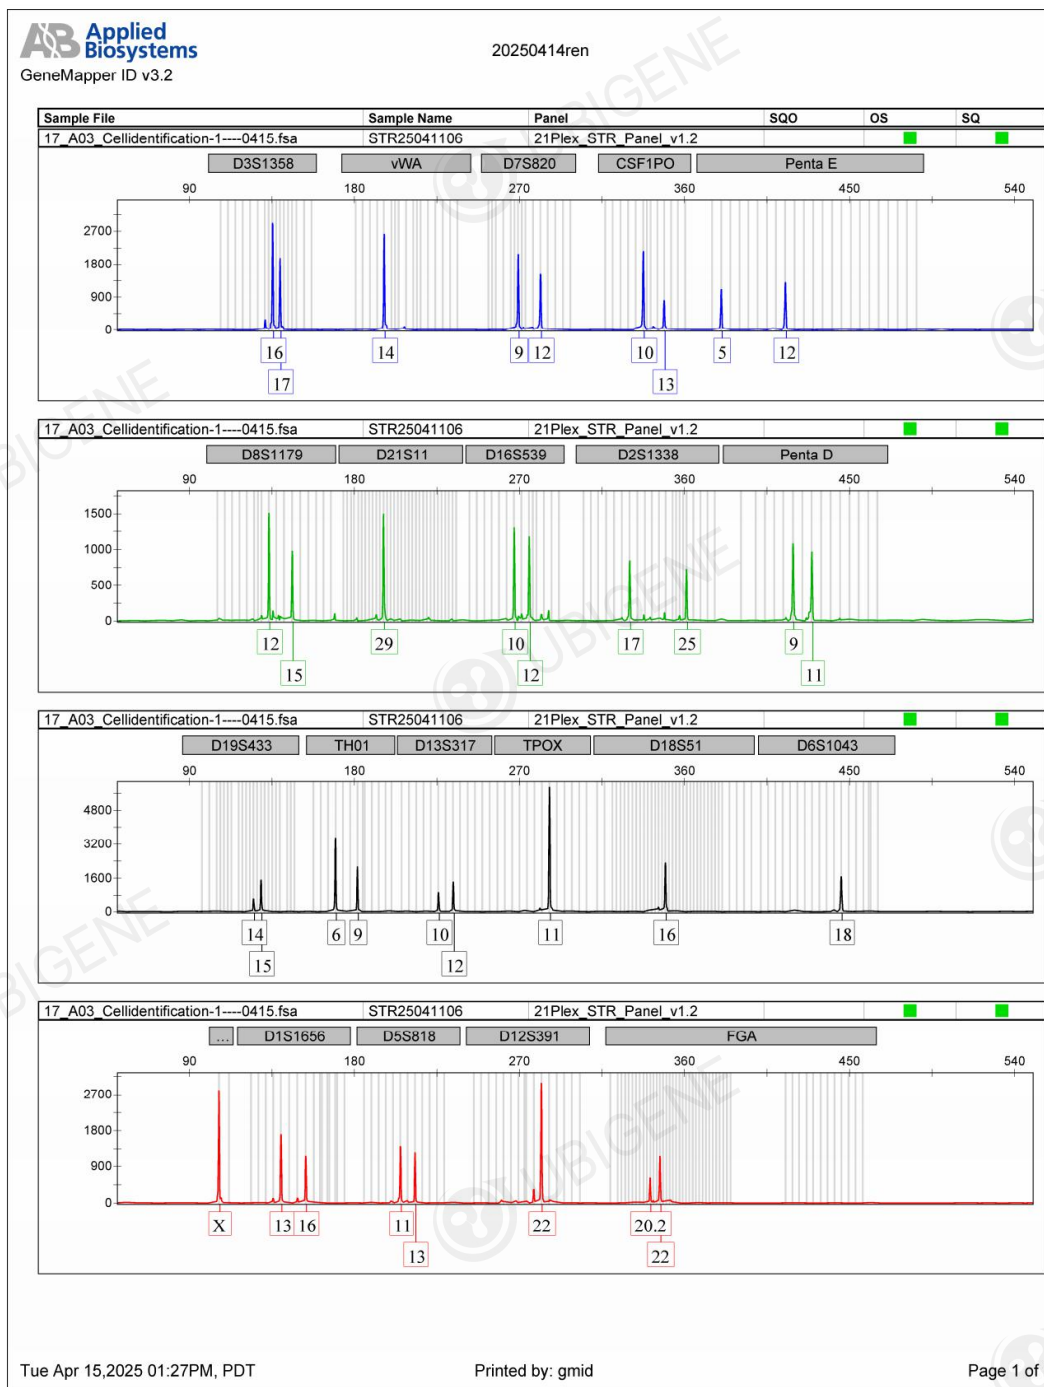 AB Applied Biosystems
GeneMapper ID v3.2
20250414ren
Sample File Sample Name Panel SQO OS SQ
17_A03_Cellidentification-1----0415.fsa STR25041106 21Plex_STR_Panel_v1.2
D3S1358 vWA D7S820 CSF1PO Penta E
90 180 270 360 450 540
2700
1800
900
0
16 14 9 12 10 5 12
17 13
17_A03_Cellidentification-1----0415.fsa STR25041106 21Plex_STR_Panel_v1.2
D8S1179 D21S11 D16S539 D2S1338 Penta D
90 180 270 360 450 540
1500
1000
500
0
12 29 10 17 25 9
15 12 11
17_A03_Cellidentification-1----0415.fsa STR25041106 21Plex_STR_Panel_v1.2
D19S433 TH01 D13S317 TPOX D18S51 D6S1043
90 180 270 360 450 540
4800
3200
1600
0
14 6 9 10 11 16 18
15 12
17_A03_Cellidentification-1----0415.fsa STR25041106 21Plex_STR_Panel_v1.2
... D1S1656 D5S818 D12S391 FGA
90 180 270 360 450 540
2700
1800
900
0
X 13 16 11 22 20.2
13 22
Tue Apr 15,2025 01:27PM, PDT Printed by: gmid Page 1 of
UBIGENE
UBIGENE
UBIGENE
UBIGENE
UBIGENE